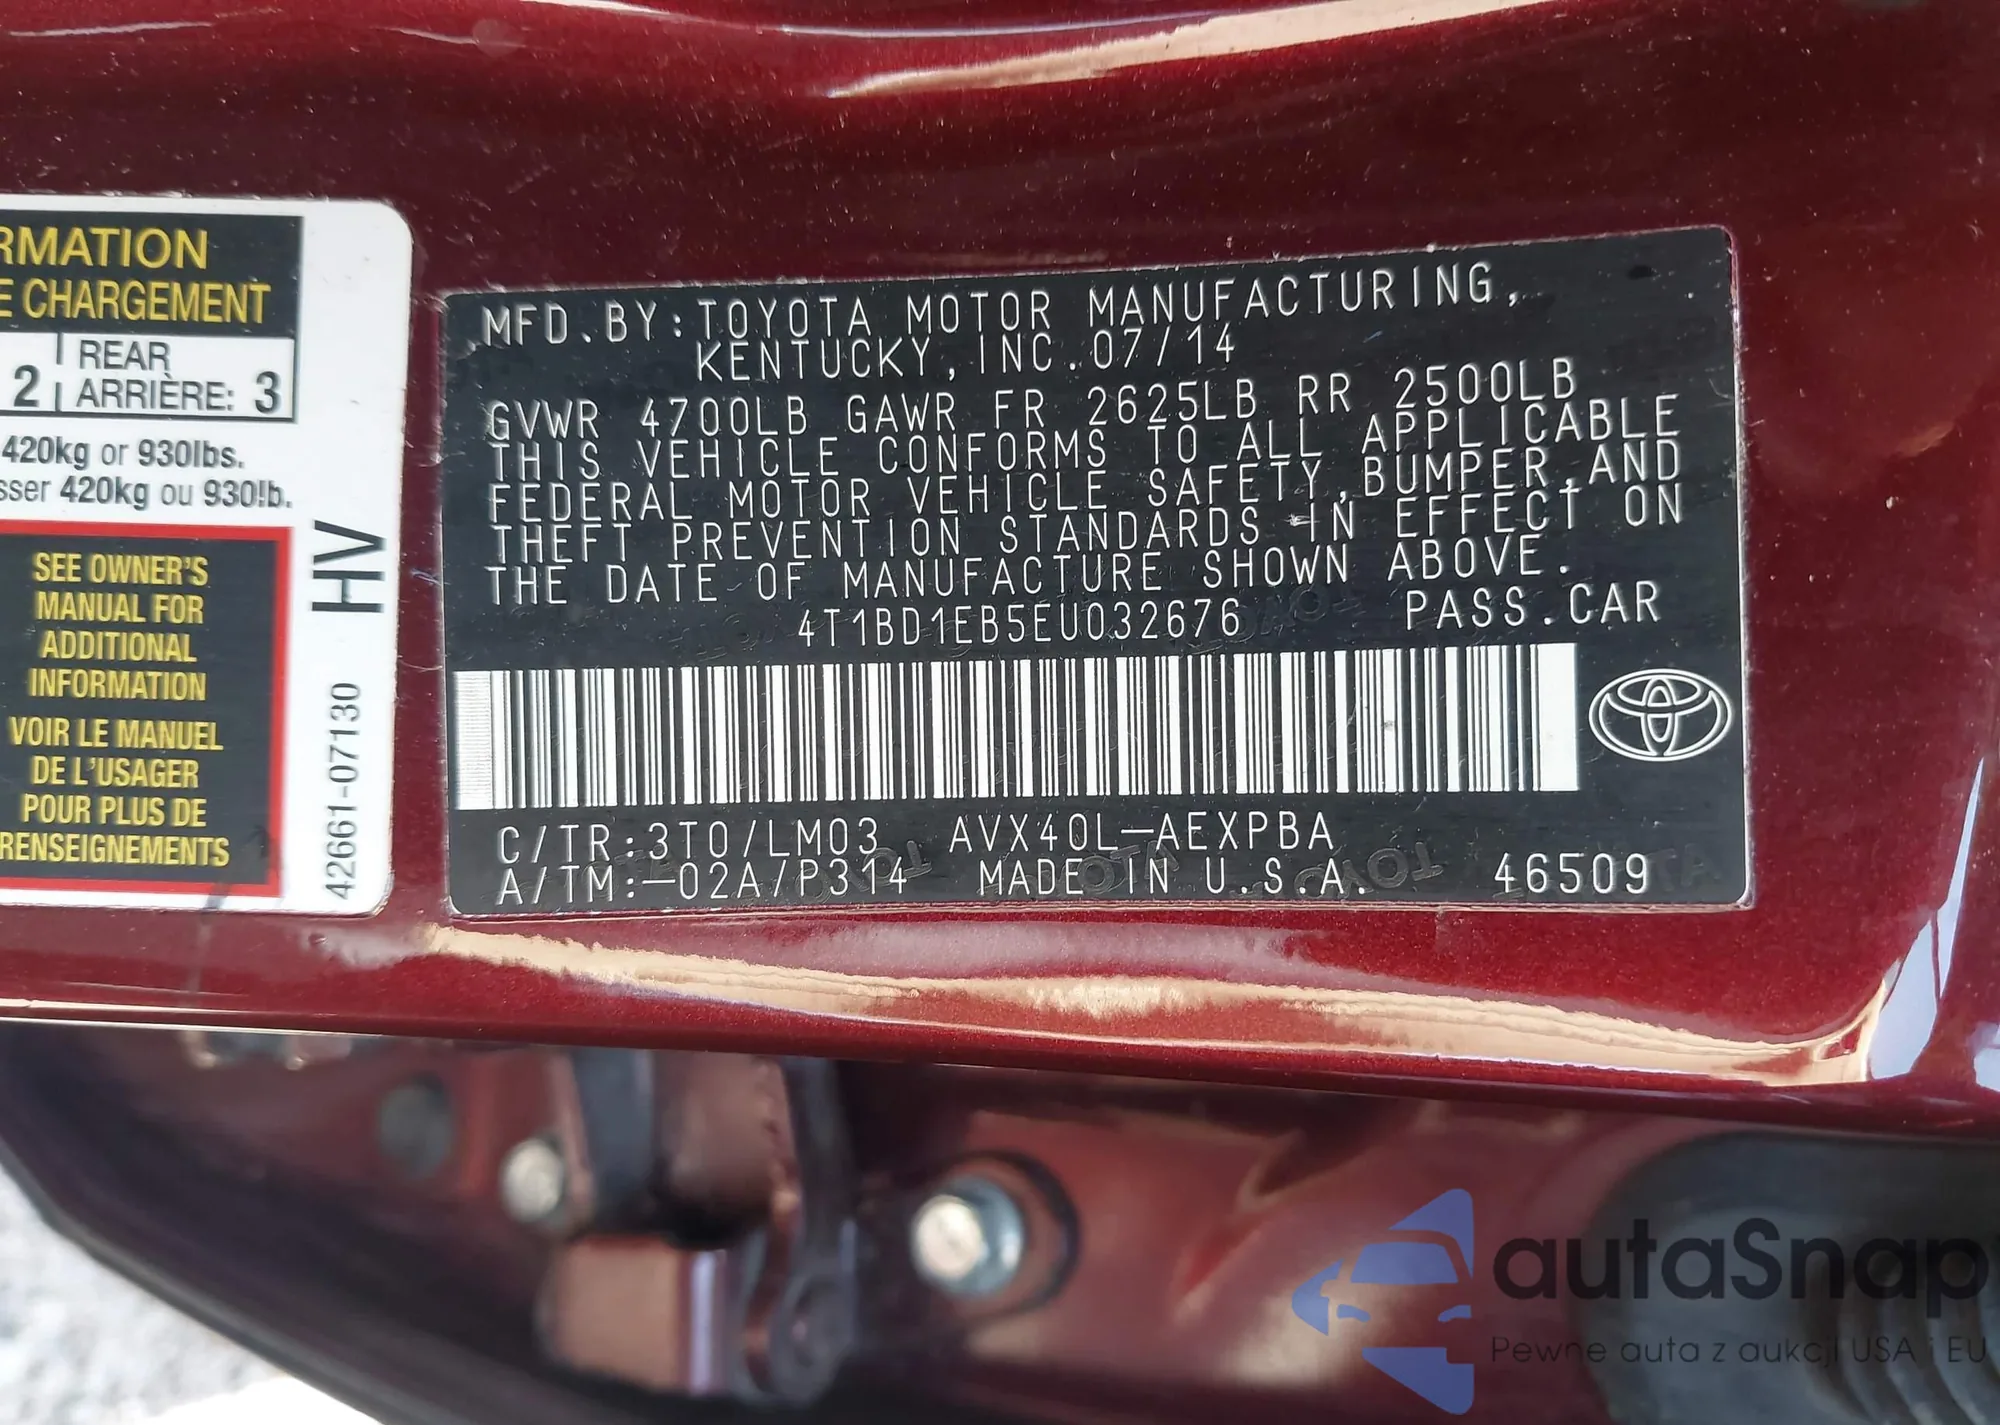 RMATION
E CHARGEMENT
2 REAR
ARRIÈRE: 3
420kg or 930lbs.
sser 420kg ou 930lb.
SEE OWNER'S
MANUAL FOR
ADDITIONAL
INFORMATION
VOIR LE MANUEL
DE L'USAGER
POUR PLUS DE
RENSEIGNEMENTS
HV
42661-07130
MFD.BY:TOYOTA MOTOR MANUFACTURING,
KENTUCKY,INC.07/14
GVWR 4700LB GAWR FR 2625LB RR 2500LB
THIS VEHICLE CONFORMS TO ALL APPLICABLE
FEDERAL MOTOR VEHICLE SAFETY,BUMPER,AND
THEFT PREVENTION STANDARDS IN EFFECT ON
THE DATE OF MANUFACTURE SHOWN ABOVE.
4T1BD1EB5EU032676 PASS.CAR
C/TR:3T0/LM03 AVX40L-AEXPBA
A/TM:-02A/P314 MADE IN U.S.A. 46509
autaSnap
Pewne auta z aukcji USA i EU